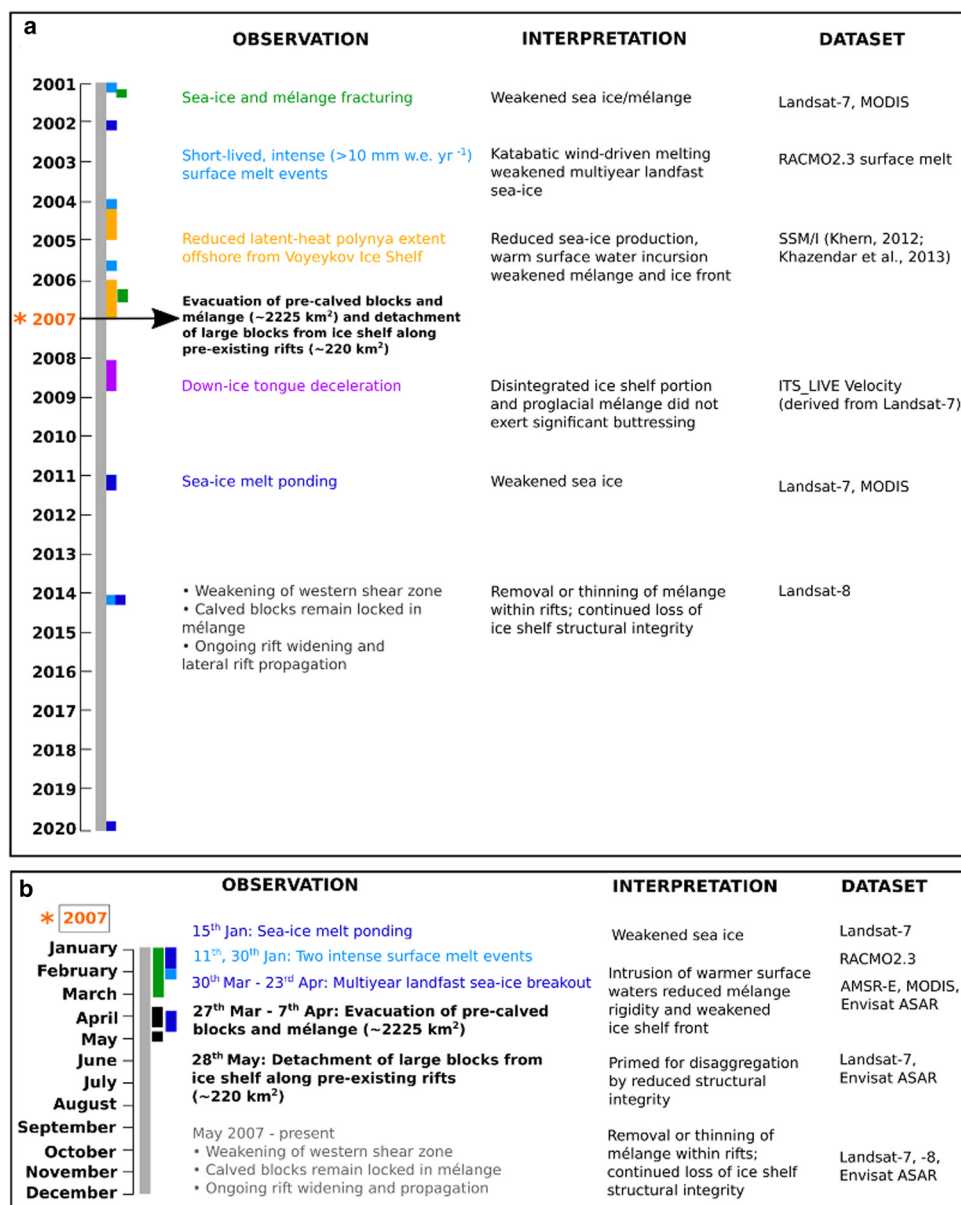 a
OBSERVATION
INTERPRETATION
DATASET
2001
2002
2003
2004
2005
2006
* 2007
2008
2009
2010
2011
2012
2013
2014
2015
2016
2017
2018
2019
2020
Sea-ice and mélange fracturing
Weakened sea ice/mélange
Landsat-7, MODIS
Short-lived, intense (>10 mm w.e. yr ⁻¹)
surface melt events
Katabatic wind-driven melting
weakened multiyear landfast
sea-ice
RACMO2.3 surface melt
Reduced latent-heat polynya extent
offshore from Voyeykov Ice Shelf
Reduced sea-ice production,
warm surface water incursion
weakened mélange and ice front
SSM/I (Khern, 2012;
Khazendar et al., 2013)
Evacuation of pre-calved blocks and
mélange (~2225 km²) and detachment
of large blocks from ice shelf along
pre-existing rifts (~220 km²)
Down-ice tongue deceleration
Disintegrated ice shelf portion
and proglacial mélange did not
exert significant buttressing
ITS_LIVE Velocity
(derived from Landsat-7)
Sea-ice melt ponding
Weakened sea ice
Landsat-7, MODIS
• Weakening of western shear zone
• Calved blocks remain locked in
mélange
• Ongoing rift widening and
lateral rift propagation
Removal or thinning of mélange
within rifts; continued loss of
ice shelf structural integrity
Landsat-8
b
OBSERVATION
INTERPRETATION
DATASET
* 2007
January
February
March
April
May
June
July
August
September
October
November
December
15th Jan: Sea-ice melt ponding
Weakened sea ice
Landsat-7
11th, 30th Jan: Two intense surface melt events
RACMO2.3
30th Mar - 23rd Apr: Multiyear landfast sea-ice breakout
Intrusion of warmer surface
waters reduced mélange
rigidity and weakened
ice shelf front
AMSR-E, MODIS,
Envisat ASAR
27th Mar - 7th Apr: Evacuation of pre-calved
blocks and mélange (~2225 km²)
28th May: Detachment of large blocks from
ice shelf along pre-existing rifts
(~220 km²)
Primed for disaggregation
by reduced structural
integrity
Landsat-7,
Envisat ASAR
May 2007 - present
• Weakening of western shear zone
• Calved blocks remain locked in mélange
• Ongoing rift widening and propagation
Removal or thinning of
mélange within rifts;
continued loss of ice shelf
structural integrity
Landsat-7, -8,
Envisat ASAR